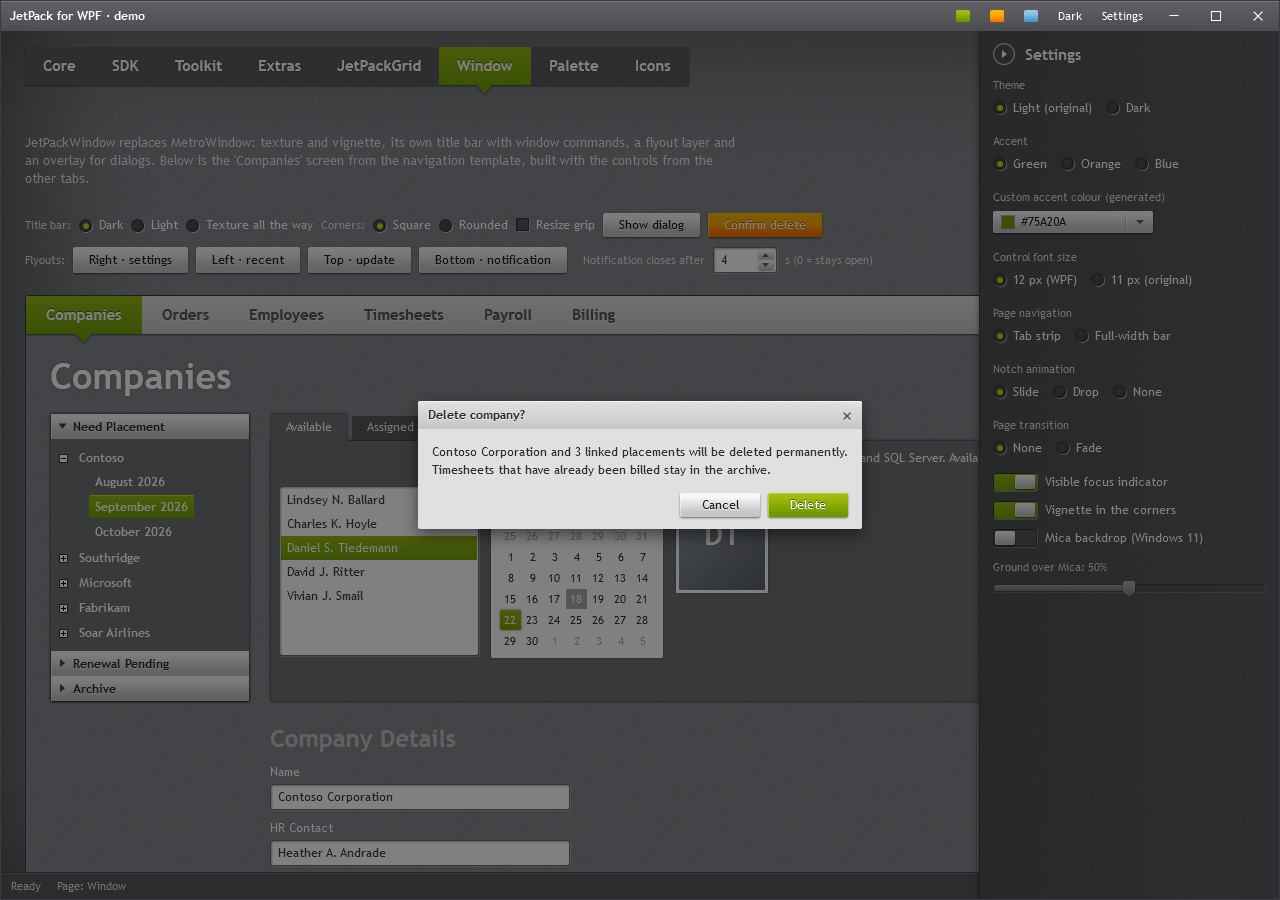 JetPack for WPF · demo
Dark
Settings
Core SDK Toolkit Extras JetPackGrid Window Palette Icons
JetPackWindow replaces MetroWindow: texture and vignette, its own title bar with window commands, a flyout layer and
an overlay for dialogs. Below is the 'Companies' screen from the navigation template, built with the controls from the
other tabs.
Title bar: Dark Light Texture all the way Corners: Square Rounded Resize grip Show dialog Confirm delete
Flyouts: Right · settings Left · recent Top · update Bottom · notification Notification closes after 4 s (0 = stays open)
Companies Orders Employees Timesheets Payroll Billing
Companies
Need Placement
Contoso
August 2026
September 2026
October 2026
Southridge
Microsoft
Fabrikam
Soar Airlines
Renewal Pending
Archive
Available Assigned
and SQL Server. Availa
Lindsey N. Ballard
Charles K. Hoyle
Daniel S. Tiedemann
David J. Ritter
Vivian J. Smail
25 26 27 28 29 30 31
1 2 3 4 5 6 7
8 9 10 11 12 13 14
15 16 17 18 19 20 21
22 23 24 25 26 27 28
29 30 1 2 3 4 5
DT
Delete company?
Contoso Corporation and 3 linked placements will be deleted permanently.
Timesheets that have already been billed stay in the archive.
Cancel Delete
Company Details
Name
Contoso Corporation
HR Contact
Heather A. Andrade
Settings
Theme
Light (original) Dark
Accent
Green Orange Blue
Custom accent colour (generated)
#75A20A
Control font size
12 px (WPF) 11 px (original)
Page navigation
Tab strip Full-width bar
Notch animation
Slide Drop None
Page transition
None Fade
Visible focus indicator
Vignette in the corners
Mica backdrop (Windows 11)
Ground over Mica: 50%
Ready Page: Window